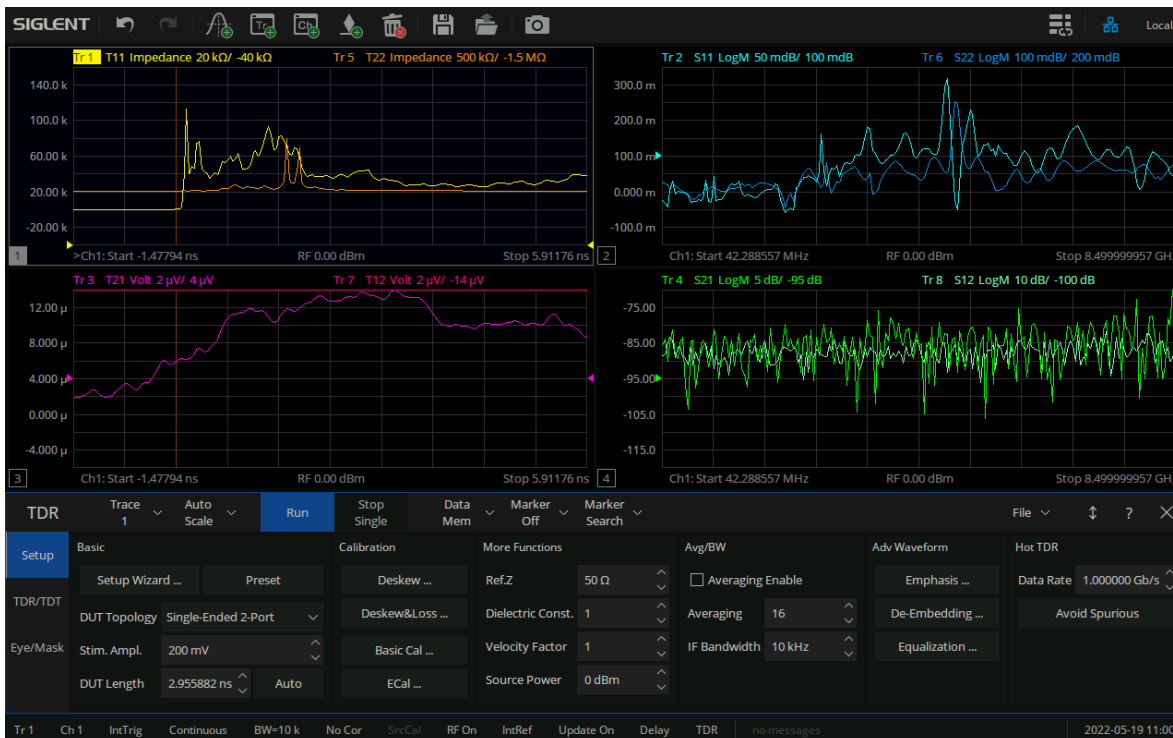 SIGLENT Tr Ch Local
Tr 1 T11 Impedance 20 kΩ/ -40 kΩ Tr 5 T22 Impedance 500 kΩ/ -1.5 MΩ
140.0 k
100.0 k
60.00 k
20.00 k
-20.00 k
1 >Ch1: Start -1.47794 ns RF 0.00 dBm Stop 5.91176 ns
Tr 2 S11 LogM 50 mdB/ 100 mdB Tr 6 S22 LogM 100 mdB/ 200 mdB
300.0 m
200.0 m
100.0 m
0.000 m
-100.0 m
2 Ch1: Start 42.288557 MHz RF 0.00 dBm Stop 8.499999957 GH
Tr 3 T21 Volt 2 µV/ 4 µV Tr 7 T12 Volt 2 µV/ -14 µV
12.00 µ
8.000 µ
4.000 µ
0.000 µ
-4.000 µ
3 Ch1: Start -1.47794 ns RF 0.00 dBm Stop 5.91176 ns
Tr 4 S21 LogM 5 dB/ -95 dB Tr 8 S12 LogM 10 dB/ -100 dB
-75.00
-85.00
-95.00
-105.0
-115.0
4 Ch1: Start 42.288557 MHz RF 0.00 dBm Stop 8.499999957 GH
TDR Trace 1 Auto Scale Run Stop Single Data Mem Marker Off Marker Search File ?
Setup
TDR/TDT
Eye/Mask
Basic
Setup Wizard ... Preset
DUT Topology Single-Ended 2-Port
Stim. Ampl. 200 mV
DUT Length 2.955882 ns Auto
Calibration
Deskew ...
Deskew&Loss ...
Basic Cal ...
ECal ...
More Functions
Ref.Z 50 Ω
Dielectric Const. 1
Velocity Factor 1
Source Power 0 dBm
Avg/BW
Averaging Enable
Averaging 16
IF Bandwidth 10 kHz
Adv Waveform
Emphasis ...
De-Embedding ...
Equalization ...
Hot TDR
Data Rate 1.000000 Gb/s
Avoid Spurious
Tr 1 Ch 1 IntTrig Continuous BW=10 k No Cor SrcCal RF On IntRef Update On Delay TDR no messages 2022-05-19 11:00